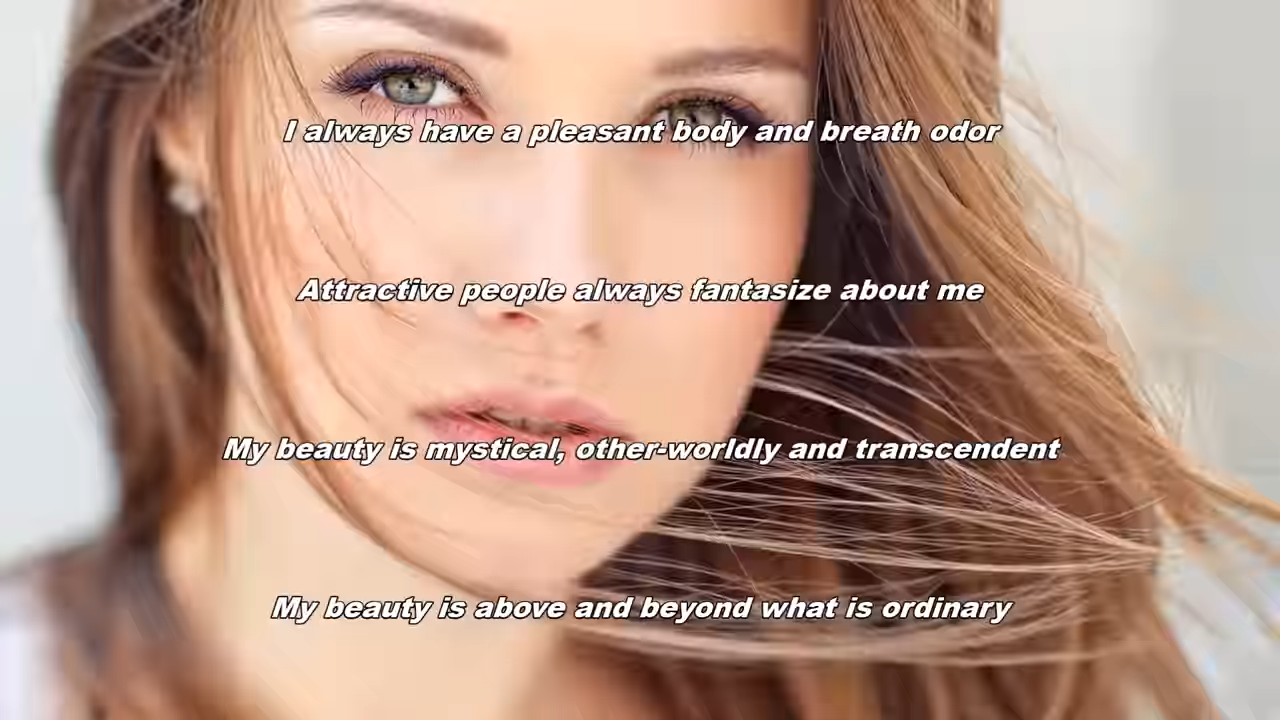 I always have a pleasant body and breath odor
Attractive people always fantasize about me
My beauty is mystical, other-worldly and transcendent
My beauty is above and beyond what is ordinary